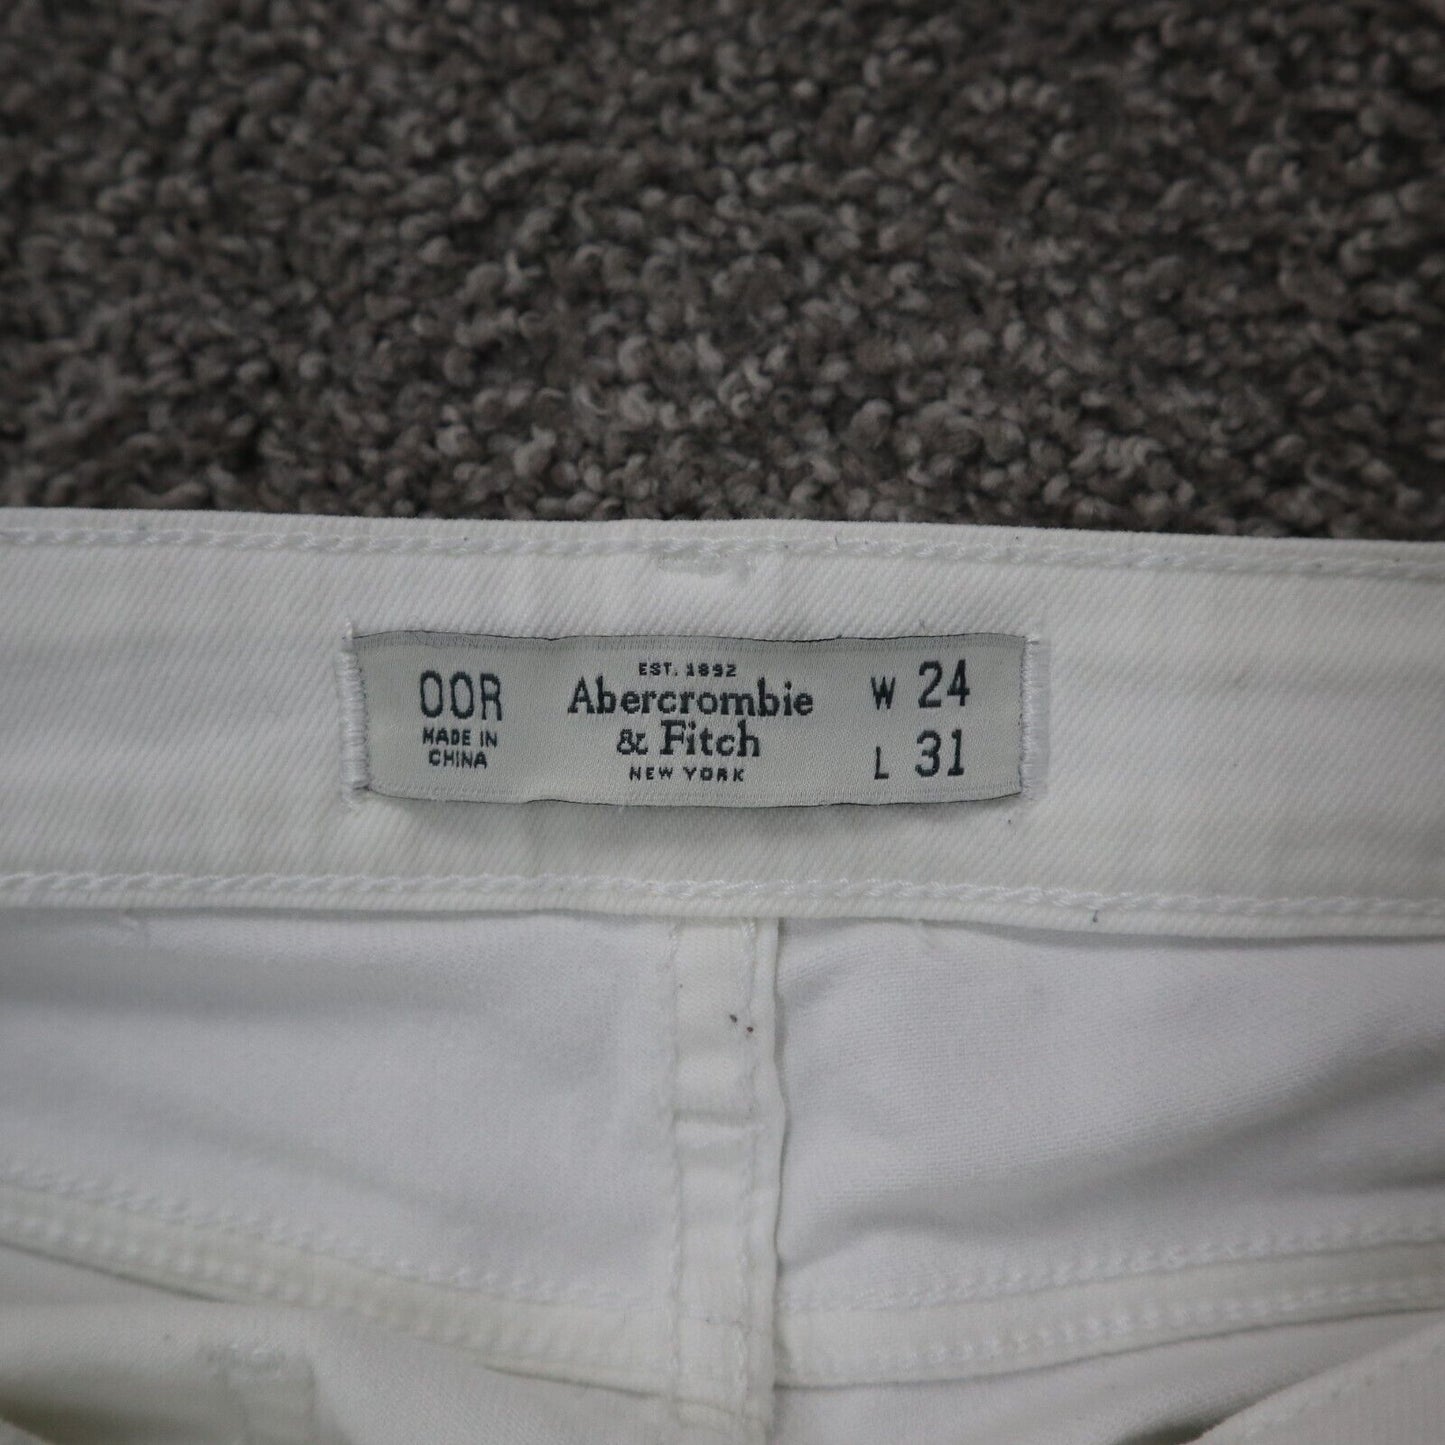 00R
MADE IN
CHINA
EST. 1892
Abercrombie
& Fitch
NEW YORK
W 24
L 31